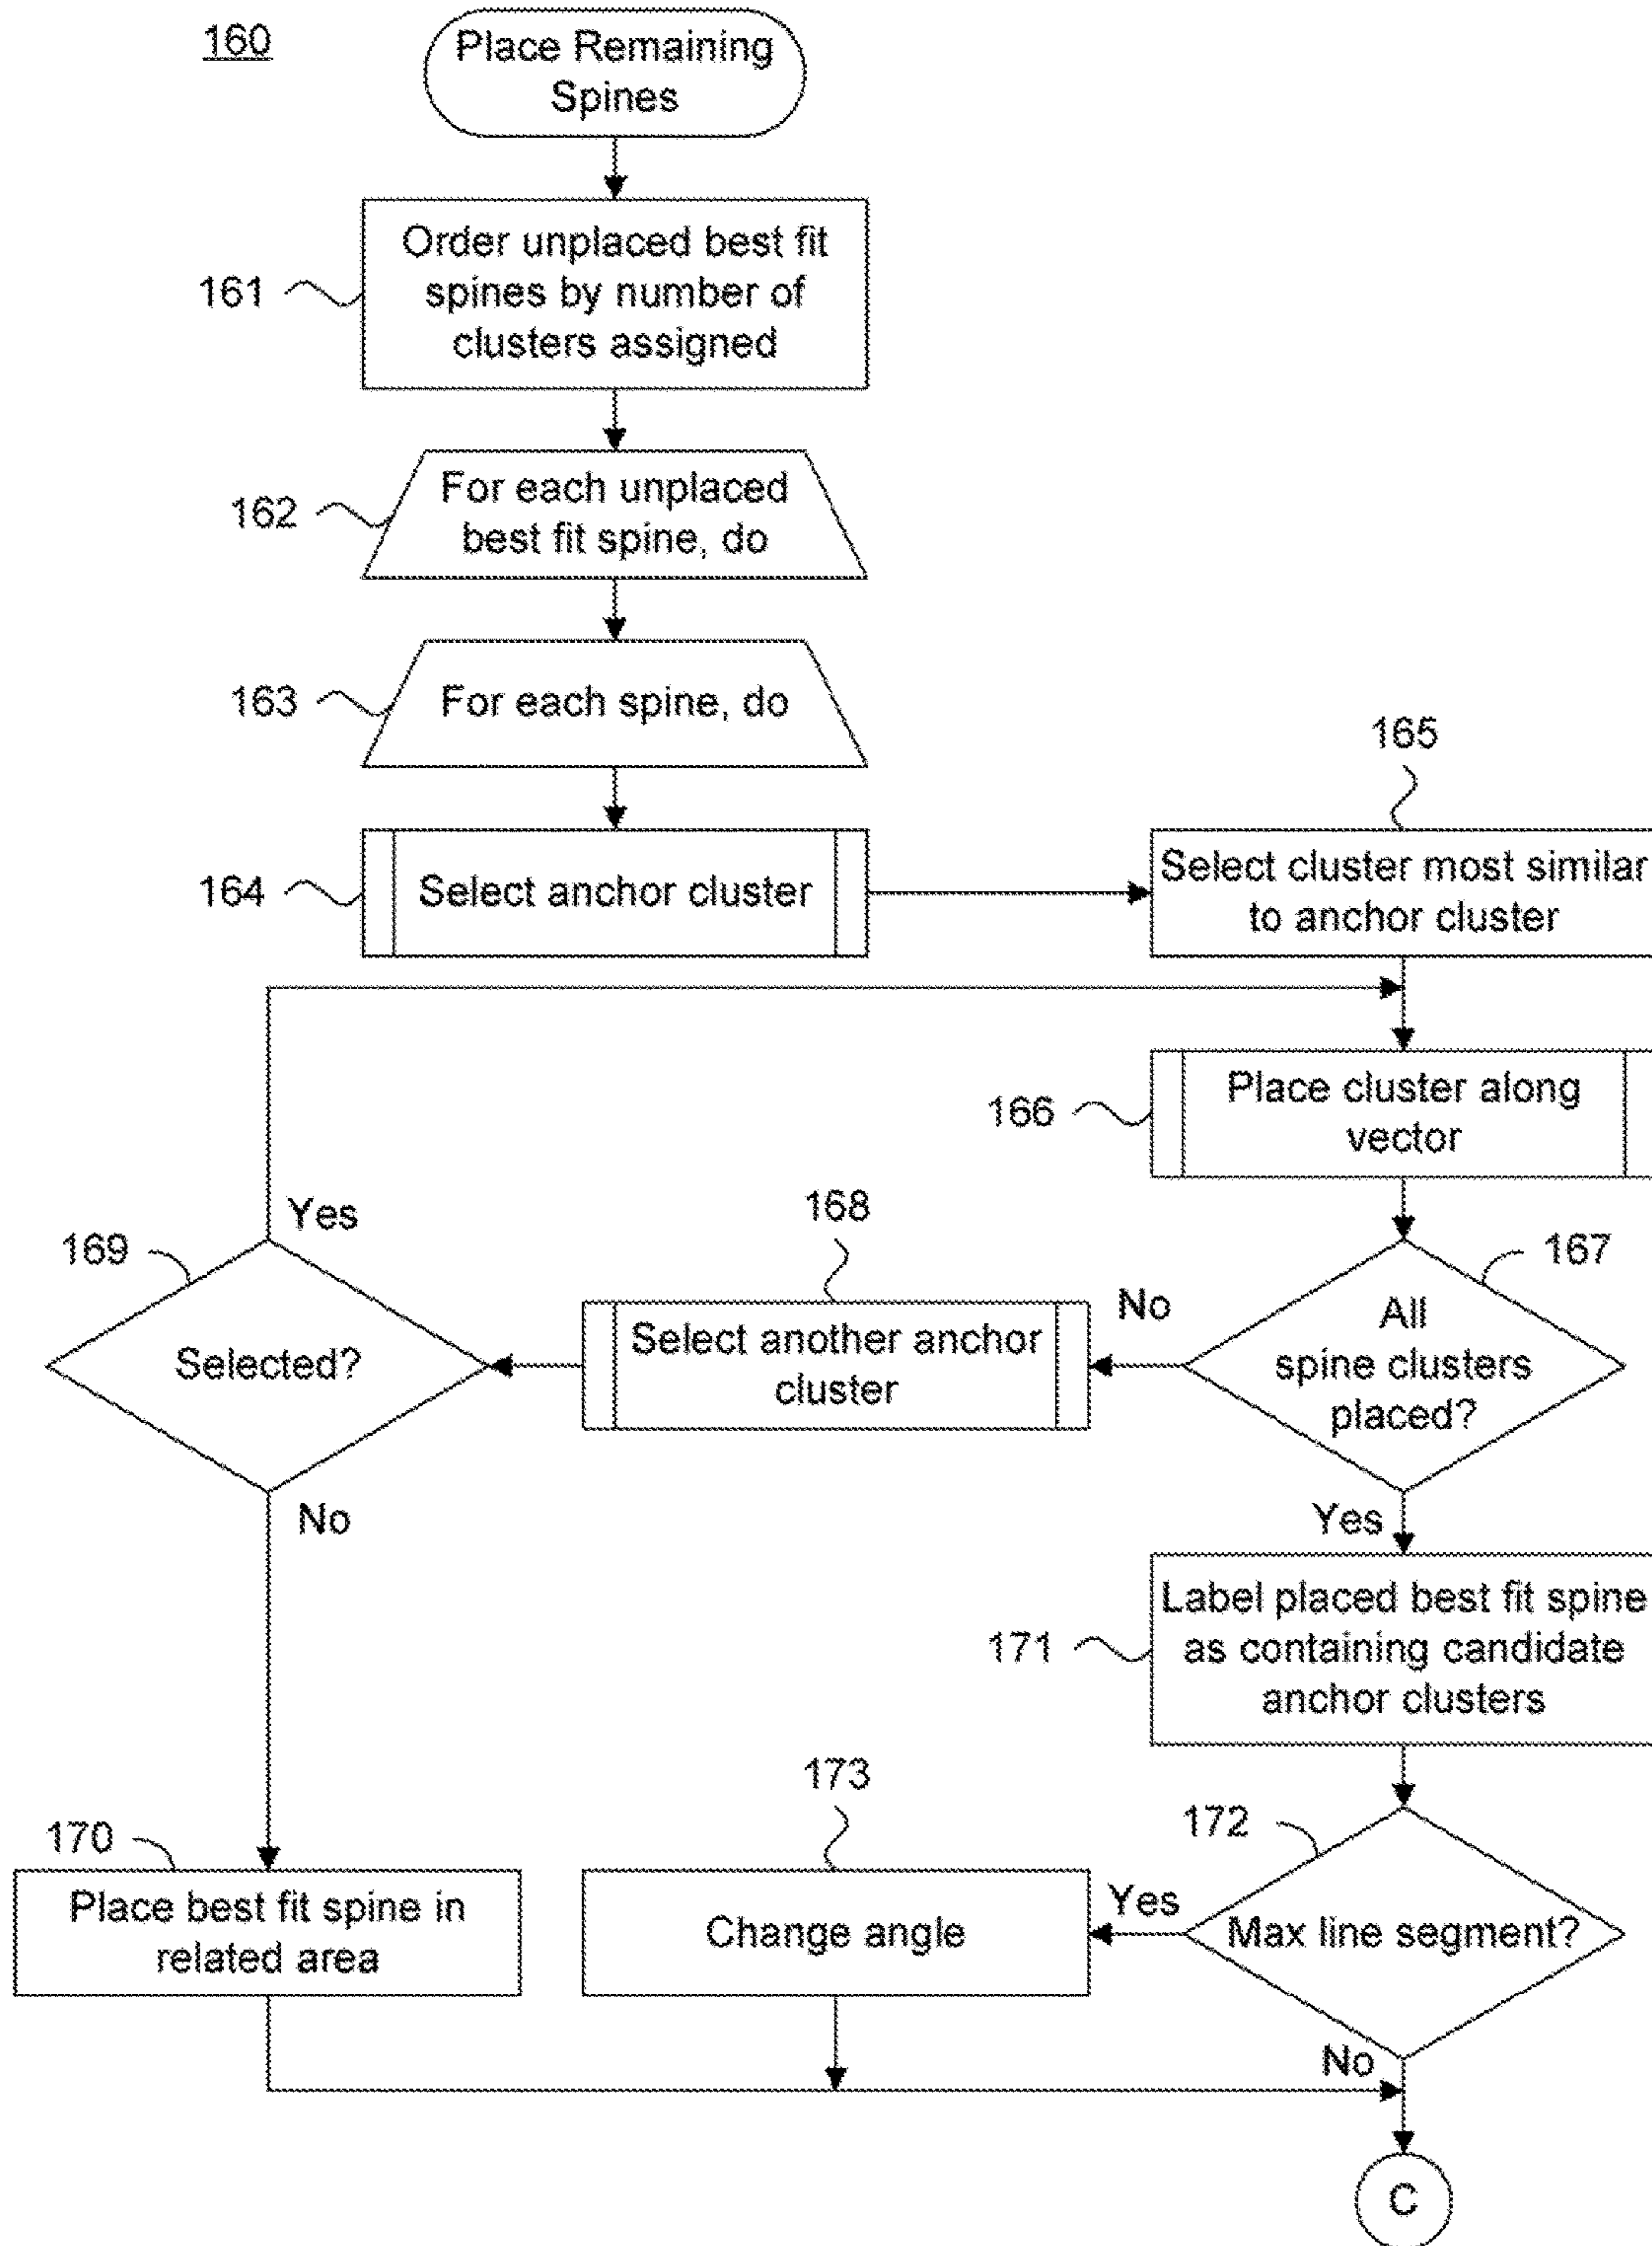 160
Place Remaining
Spines
Order unplaced best fit
spines by number of
clusters assigned
161
For each unplaced
best fit spine, do
162
For each spine, do
163
165
Select anchor cluster
164
Select cluster most similar
to anchor cluster
Place cluster along
vector
166
Yes
168
169
167
No
All
spine clusters
placed?
Select another anchor
cluster
Selected?
No
Yes
Label placed best fit spine
as containing candidate
anchor clusters
171
173
172
170
Place best fit spine in
related area
Change angle
Yes
Max line segment?
No
C